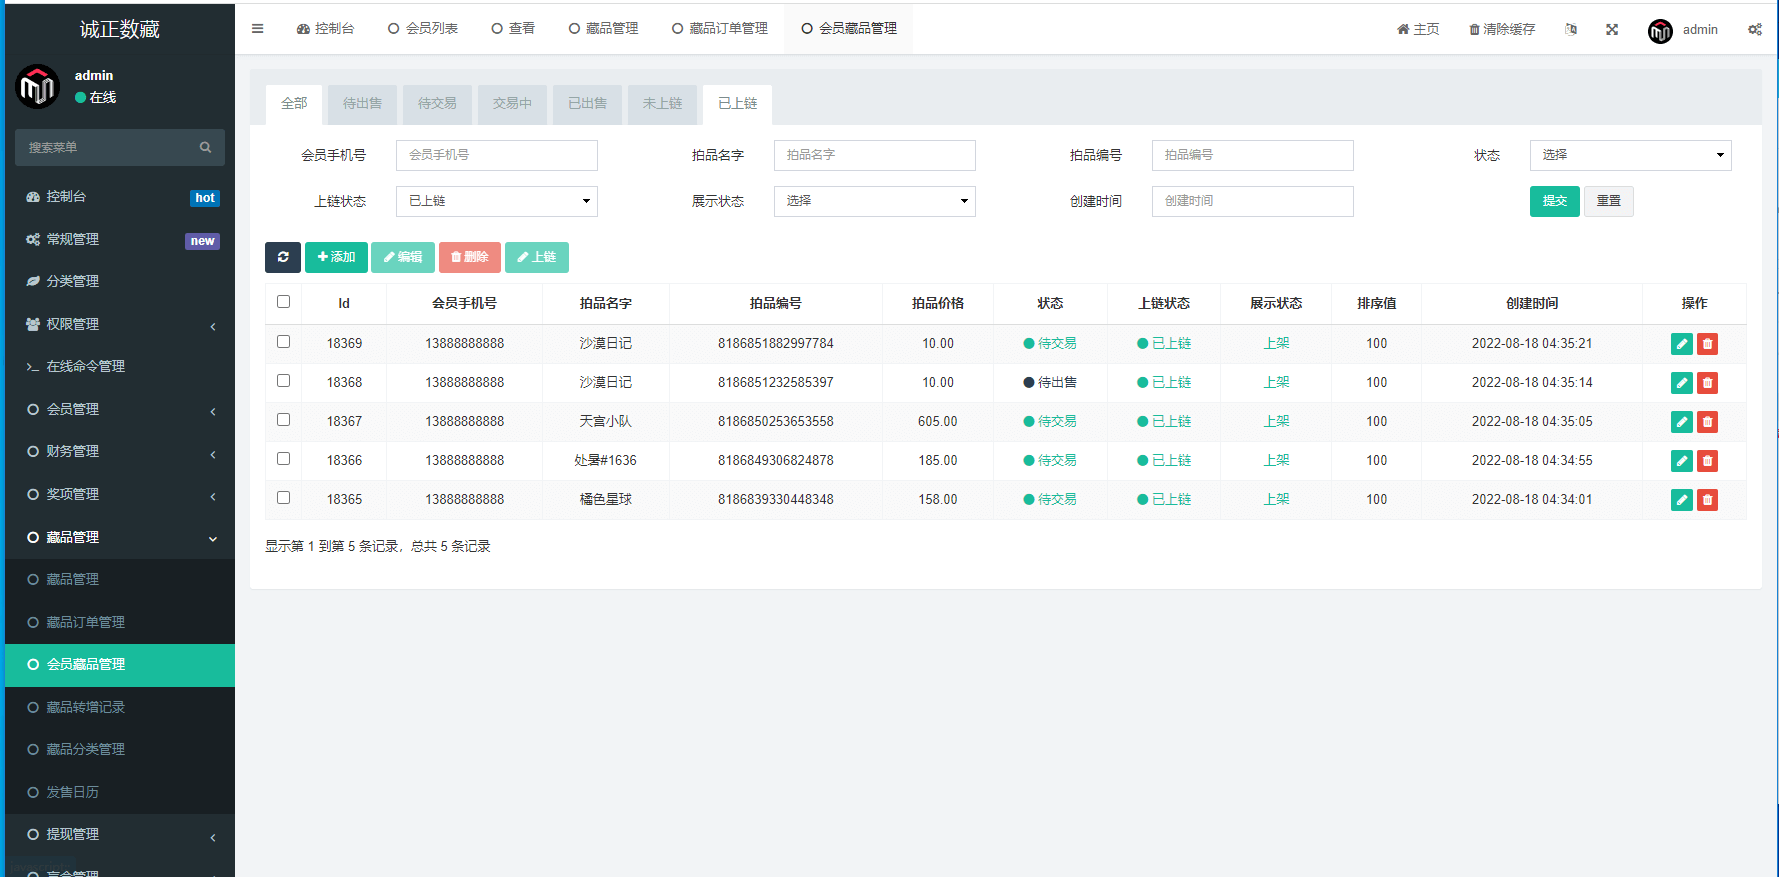 诚正数藏
控制台
会员列表
查看
藏品管理
藏品订单管理
会员藏品管理
主页
清除缓存
admin
admin
在线
搜索菜单
控制台 hot
常规管理 new
分类管理
权限管理
在线命令管理
会员管理
财务管理
奖项管理
藏品管理
藏品管理
藏品订单管理
会员藏品管理
藏品转增记录
藏品分类管理
发售日历
提现管理
全部 待出售 待交易 交易中 已出售 未上链 已上链
会员手机号 会员手机号 拍品名字 拍品名字 拍品编号 拍品编号 状态 选择
上链状态 已上链 展示状态 选择 创建时间 创建时间 提交 重置
添加 编辑 删除 上链
Id 会员手机号 拍品名字 拍品编号 拍品价格 状态 上链状态 展示状态 排序值 创建时间 操作
18369 13888888888 沙漠日记 8186851882997784 10.00 待交易 已上链 上架 100 2022-08-18 04:35:21
18368 13888888888 沙漠日记 8186851232585397 10.00 待出售 已上链 上架 100 2022-08-18 04:35:14
18367 13888888888 天宫小队 8186850253653558 605.00 待交易 已上链 上架 100 2022-08-18 04:35:05
18366 13888888888 处暑#1636 8186849306824878 185.00 待交易 已上链 上架 100 2022-08-18 04:34:55
18365 13888888888 橘色星球 8186839330448348 158.00 待交易 已上链 上架 100 2022-08-18 04:34:01
显示第 1 到第 5 条记录，总共 5 条记录